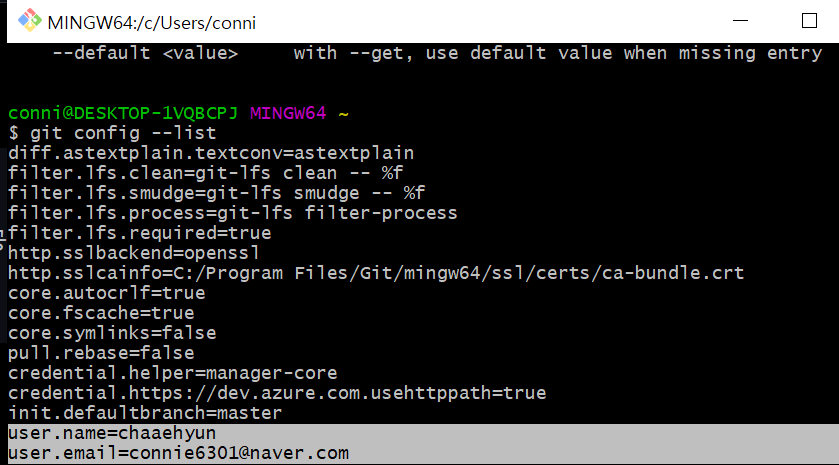 MINGW64:/c/Users/conni
--default <value>     with --get, use default value when missing entry
conni@DESKTOP-1VQBCPJ MINGW64 ~
$ git config --list
diff.astextplain.textconv=astextplain
filter.lfs.clean=git-lfs clean -- %f
filter.lfs.smudge=git-lfs smudge -- %f
filter.lfs.process=git-lfs filter-process
filter.lfs.required=true
http.sslbackend=openssl
http.sslcainfo=C:/Program Files/Git/mingw64/ssl/certs/ca-bundle.crt
core.autocrlf=true
core.fscache=true
core.symlinks=false
pull.rebase=false
credential.helper=manager-core
credential.https://dev.azure.com.usehttppath=true
init.defaultbranch=master
user.name=chaaehyun
user.email=connie6301@naver.com